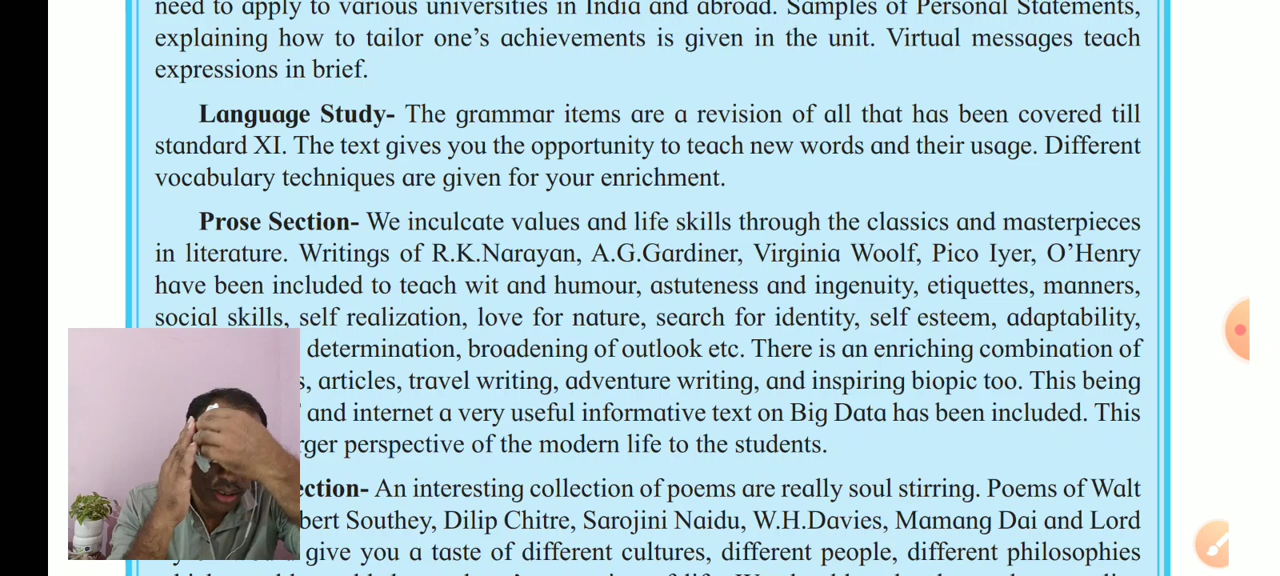 need to apply to various universities in India and abroad. Samples of Personal Statements,
explaining how to tailor one's achievements is given in the unit. Virtual messages teach
expressions in brief.
Language Study- The grammar items are a revision of all that has been covered till
standard XI. The text gives you the opportunity to teach new words and their usage. Different
vocabulary techniques are given for your enrichment.
Prose Section- We inculcate values and life skills through the classics and masterpieces
in literature. Writings of R.K.Narayan, A.G.Gardiner, Virginia Woolf, Pico Iyer, O'Henry
have been included to teach wit and humour, astuteness and ingenuity, etiquettes, manners,
social skills, self realization, love for nature, search for identity, self esteem, adaptability,
determination, broadening of outlook etc. There is an enriching combination of
articles, travel writing, adventure writing, and inspiring biopic too. This being
and internet a very useful informative text on Big Data has been included. This
perspective of the modern life to the students.
An interesting collection of poems are really soul stirring. Poems of Walt
Southey, Dilip Chitre, Sarojini Naidu, W.H.Davies, Mamang Dai and Lord
give you a taste of different cultures, different people, different philosophies